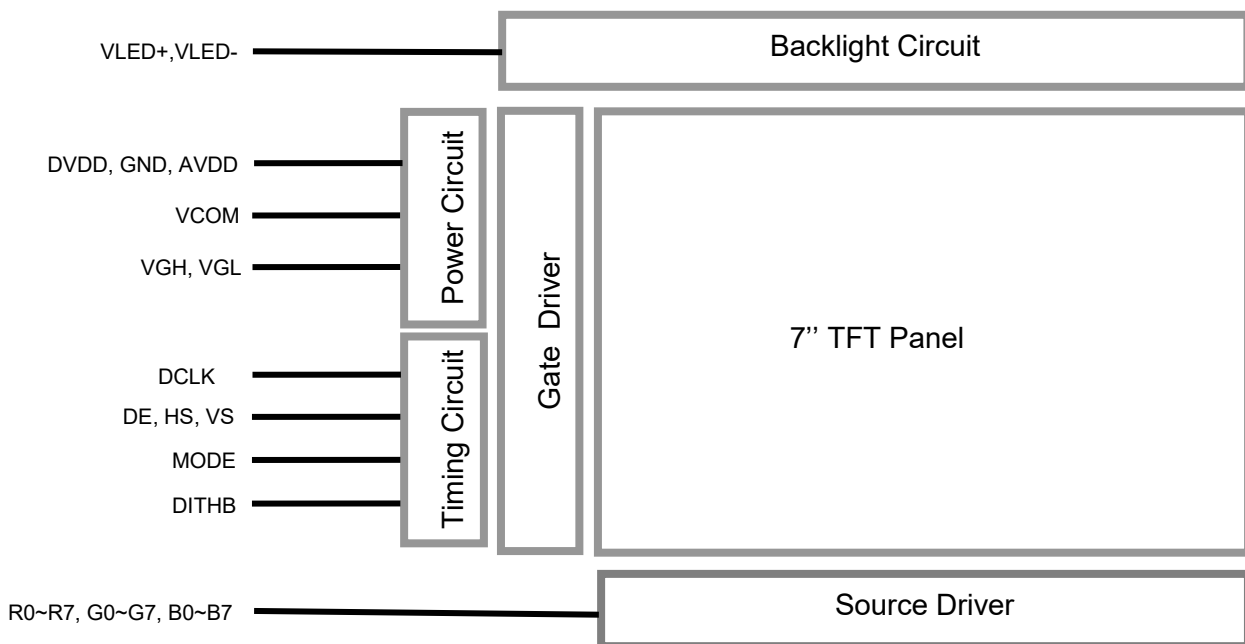 VLED+,VLED-
Backlight Circuit
DVDD, GND, AVDD
VCOM
VGH, VGL
Power Circuit
DCLK
DE, HS, VS
MODE
DITHB
Timing Circuit
Gate Driver
7’’ TFT Panel
R0~R7, G0~G7, B0~B7
Source Driver